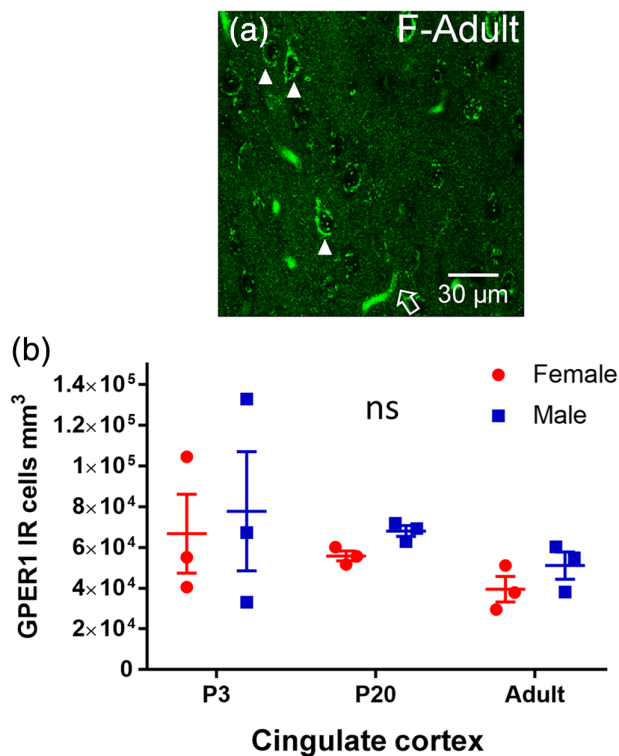 (a)
F-Adult
30 μm
(b)
GPER1 IR cells mm³
1.4×10⁵
1.2×10⁵
1×10⁵
8×10⁴
6×10⁴
4×10⁴
2×10⁴
0
ns
Female
Male
P3
P20
Adult
Cingulate cortex